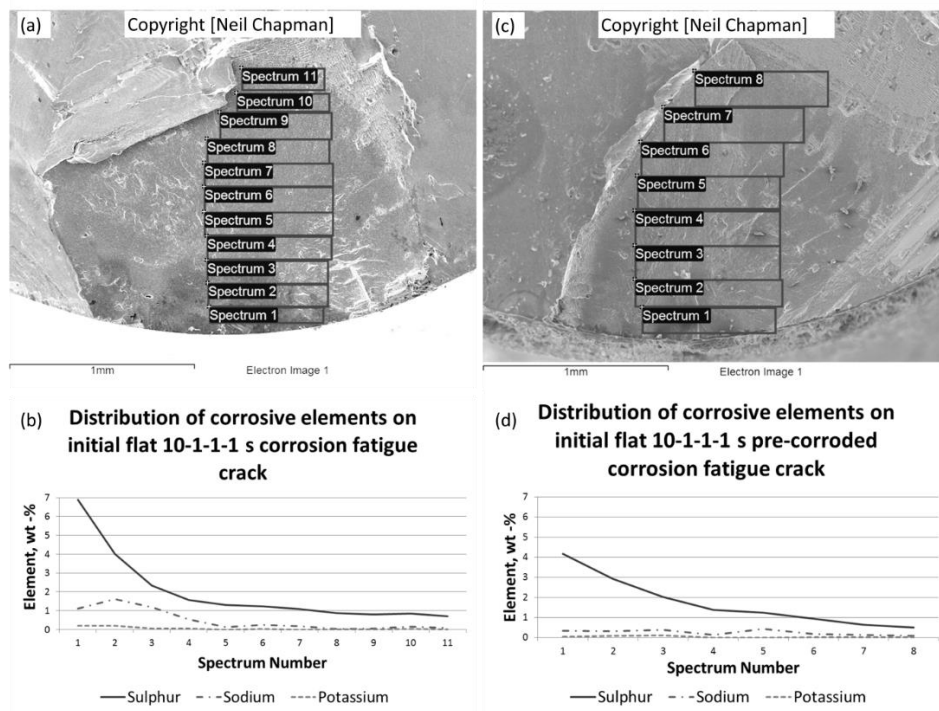 (a)
Copyright [Neil Chapman]
Spectrum 11
Spectrum 10
Spectrum 9
Spectrum 8
Spectrum 7
Spectrum 6
Spectrum 5
Spectrum 4
Spectrum 3
Spectrum 2
Spectrum 1
1mm
Electron Image 1
(c)
Copyright [Neil Chapman]
Spectrum 8
Spectrum 7
Spectrum 6
Spectrum 5
Spectrum 4
Spectrum 3
Spectrum 2
Spectrum 1
1mm
Electron Image 1
(b)
Distribution of corrosive elements on
initial flat 10-1-1-1 s corrosion fatigue
crack
Element, wt -%
7
6
5
4
3
2
1
0
1 2 3 4 5 6 7 8 9 10 11
Spectrum Number
Sulphur Sodium Potassium
(d)
Distribution of corrosive elements on
initial flat 10-1-1-1 s pre-corroded
corrosion fatigue crack
Element, wt -%
7
6
5
4
3
2
1
0
1 2 3 4 5 6 7 8
Spectrum Number
Sulphur Sodium Potassium